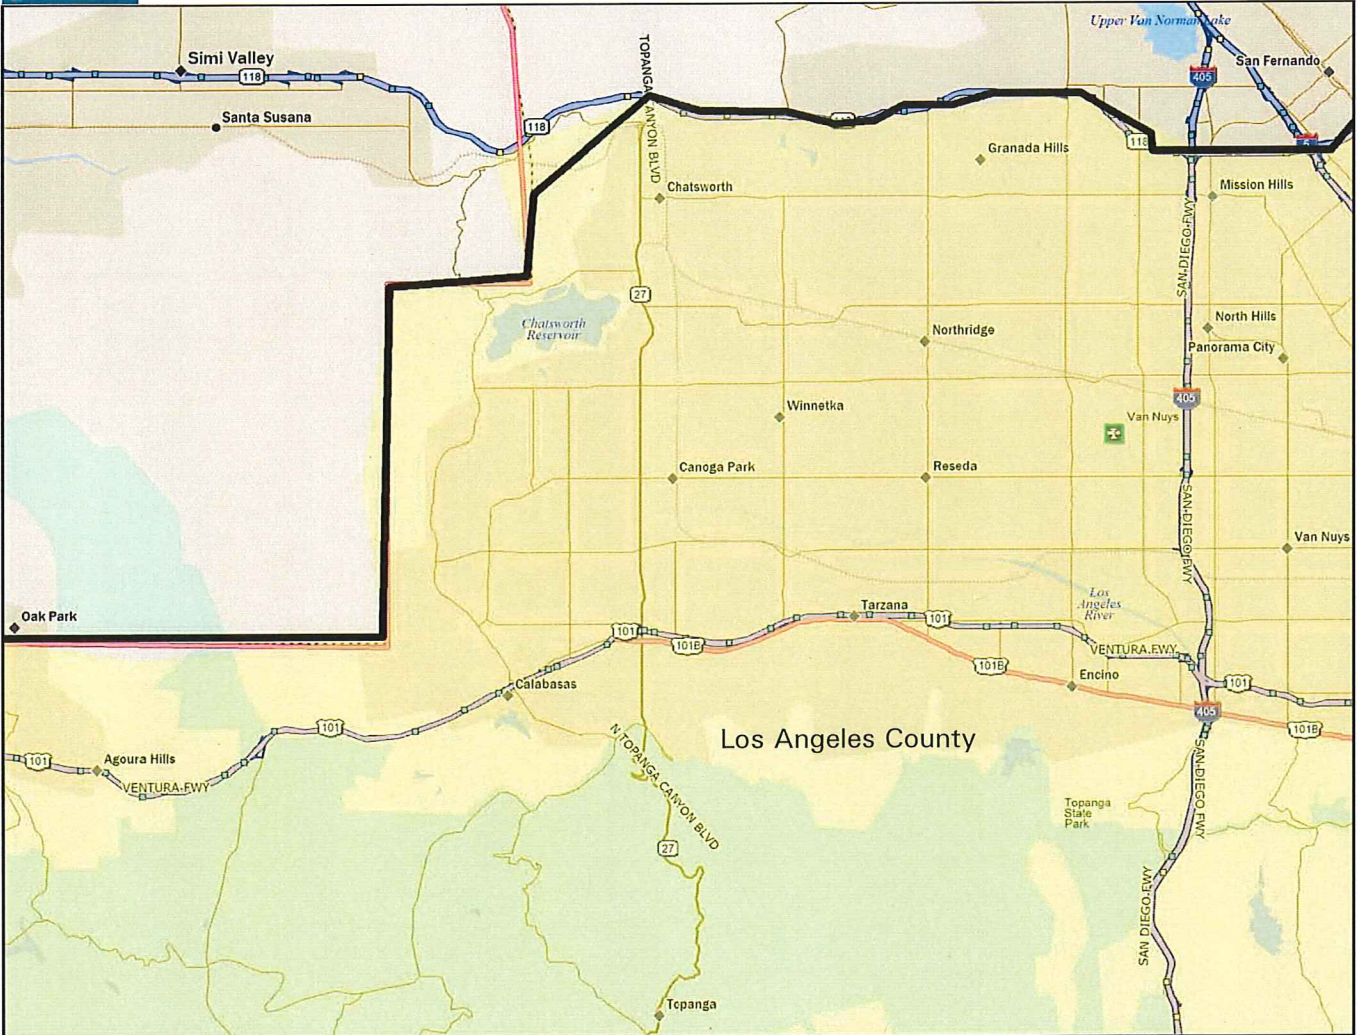 Upper Van Norman Lake
Simi Valley
118
405
San Fernando
Santa Susana
118
TOPANGA
CANYON BLVD
118
5
Granada Hills
Chatsworth
Mission Hills
SAN DIEGO FWY
27
Chatsworth
Reservoir
North Hills
Northridge
Panorama City
405
Winnetka
Van Nuys
Canoga Park
Reseda
SAN DIEGO FWY
Van Nuys
Los
Angeles
River
Oak Park
Tarzana
101
101
101B
VENTURA FWY
101B
Encino
101
Calabasas
405
101
101B
N TOPANGA CANYON BLVD
Los Angeles County
101
Agoura Hills
VENTURA FWY
SAN DIEGO FWY
Topanga
State
Park
27
SAN DIEGO FWY
Topanga